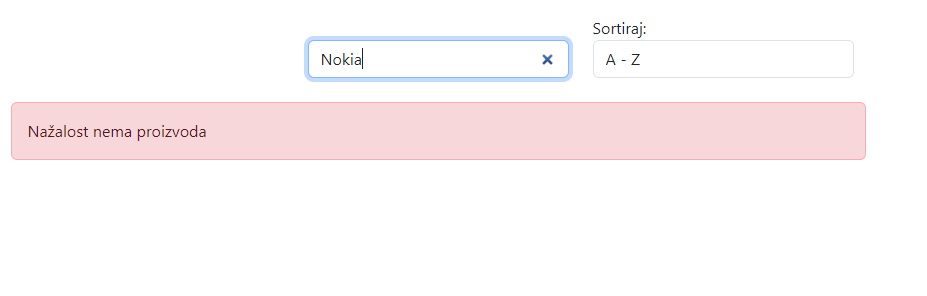 Sortiraj:
Nokia
A - Z
Nažalost nema proizvoda